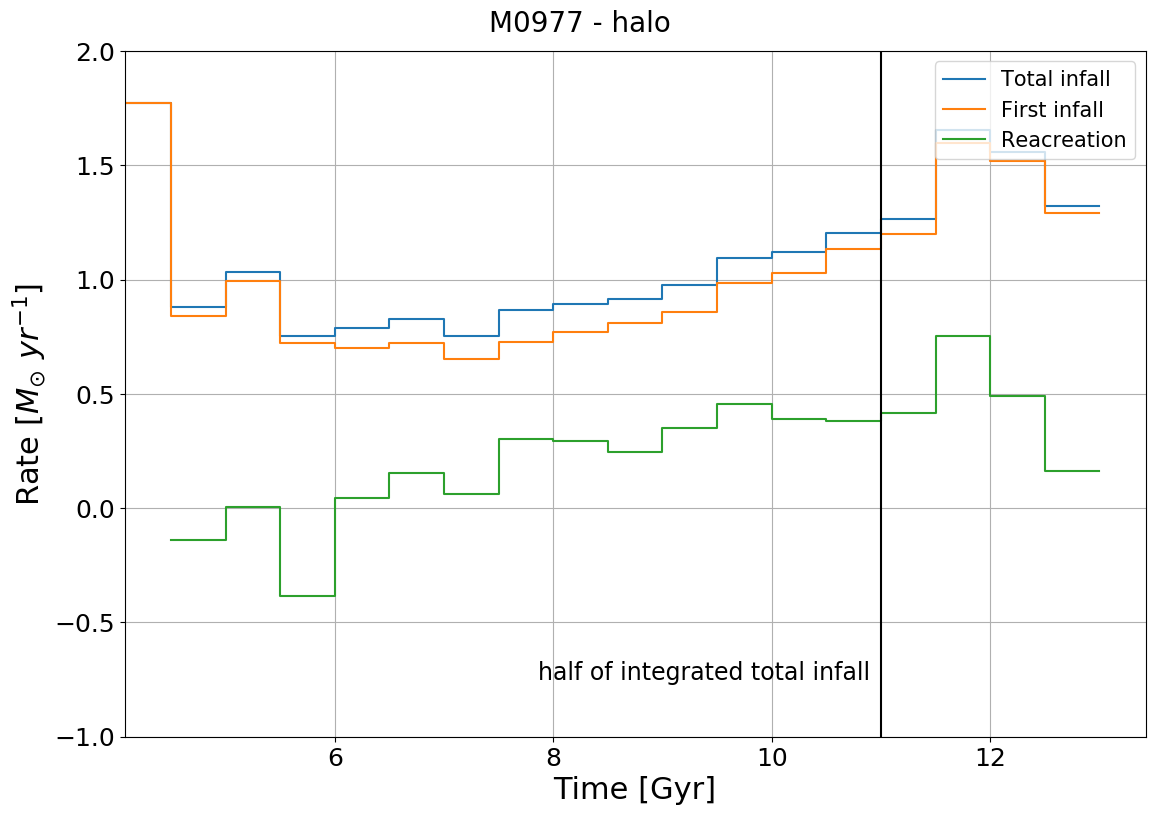 M0977 - halo
Total infall
First infall
Reacreation
2.0
1.5
1.0
0.5
0.0
−0.5
−1.0
Rate [M⊙ yr⁻¹]
half of integrated total infall
6 8 10 12
Time [Gyr]